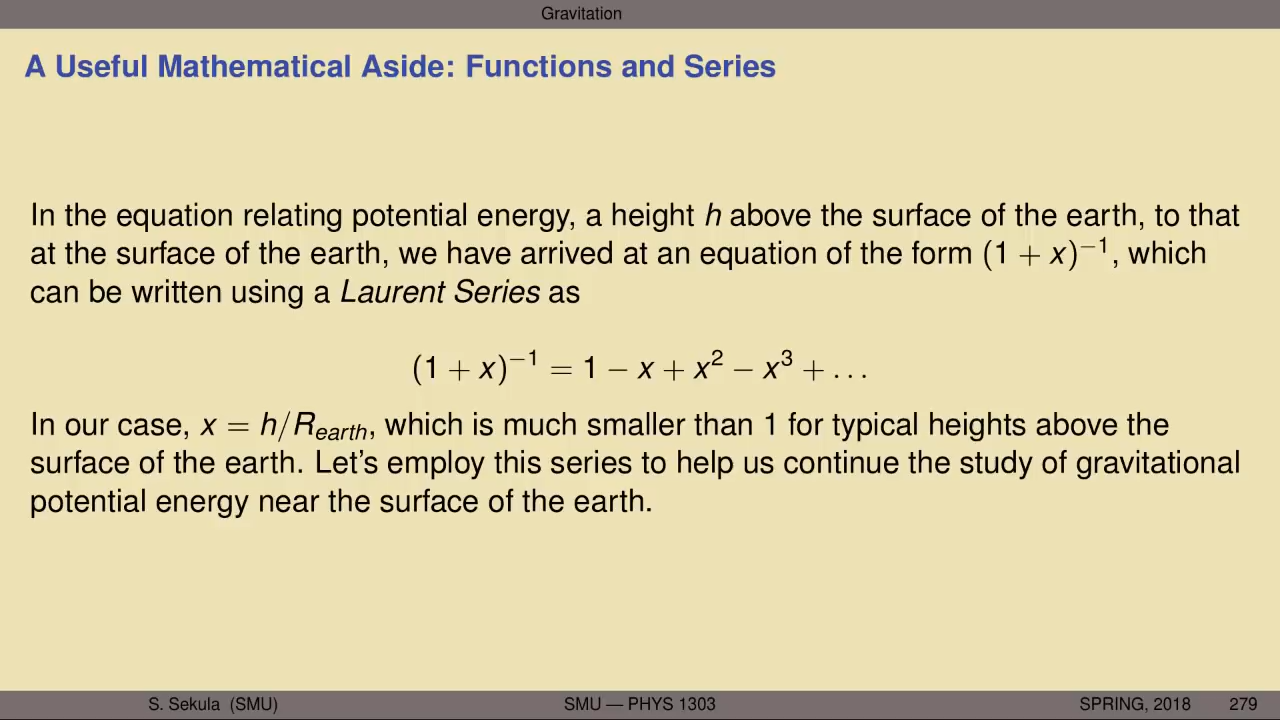 Gravitation
A Useful Mathematical Aside: Functions and Series
In the equation relating potential energy, a height h above the surface of the earth, to that
at the surface of the earth, we have arrived at an equation of the form (1 + x)⁻¹, which
can be written using a Laurent Series as
(1 + x)⁻¹ = 1 − x + x² − x³ + . . .
In our case, x = h/R_earth, which is much smaller than 1 for typical heights above the
surface of the earth. Let's employ this series to help us continue the study of gravitational
potential energy near the surface of the earth.
S. Sekula (SMU) SMU — PHYS 1303 SPRING, 2018 279